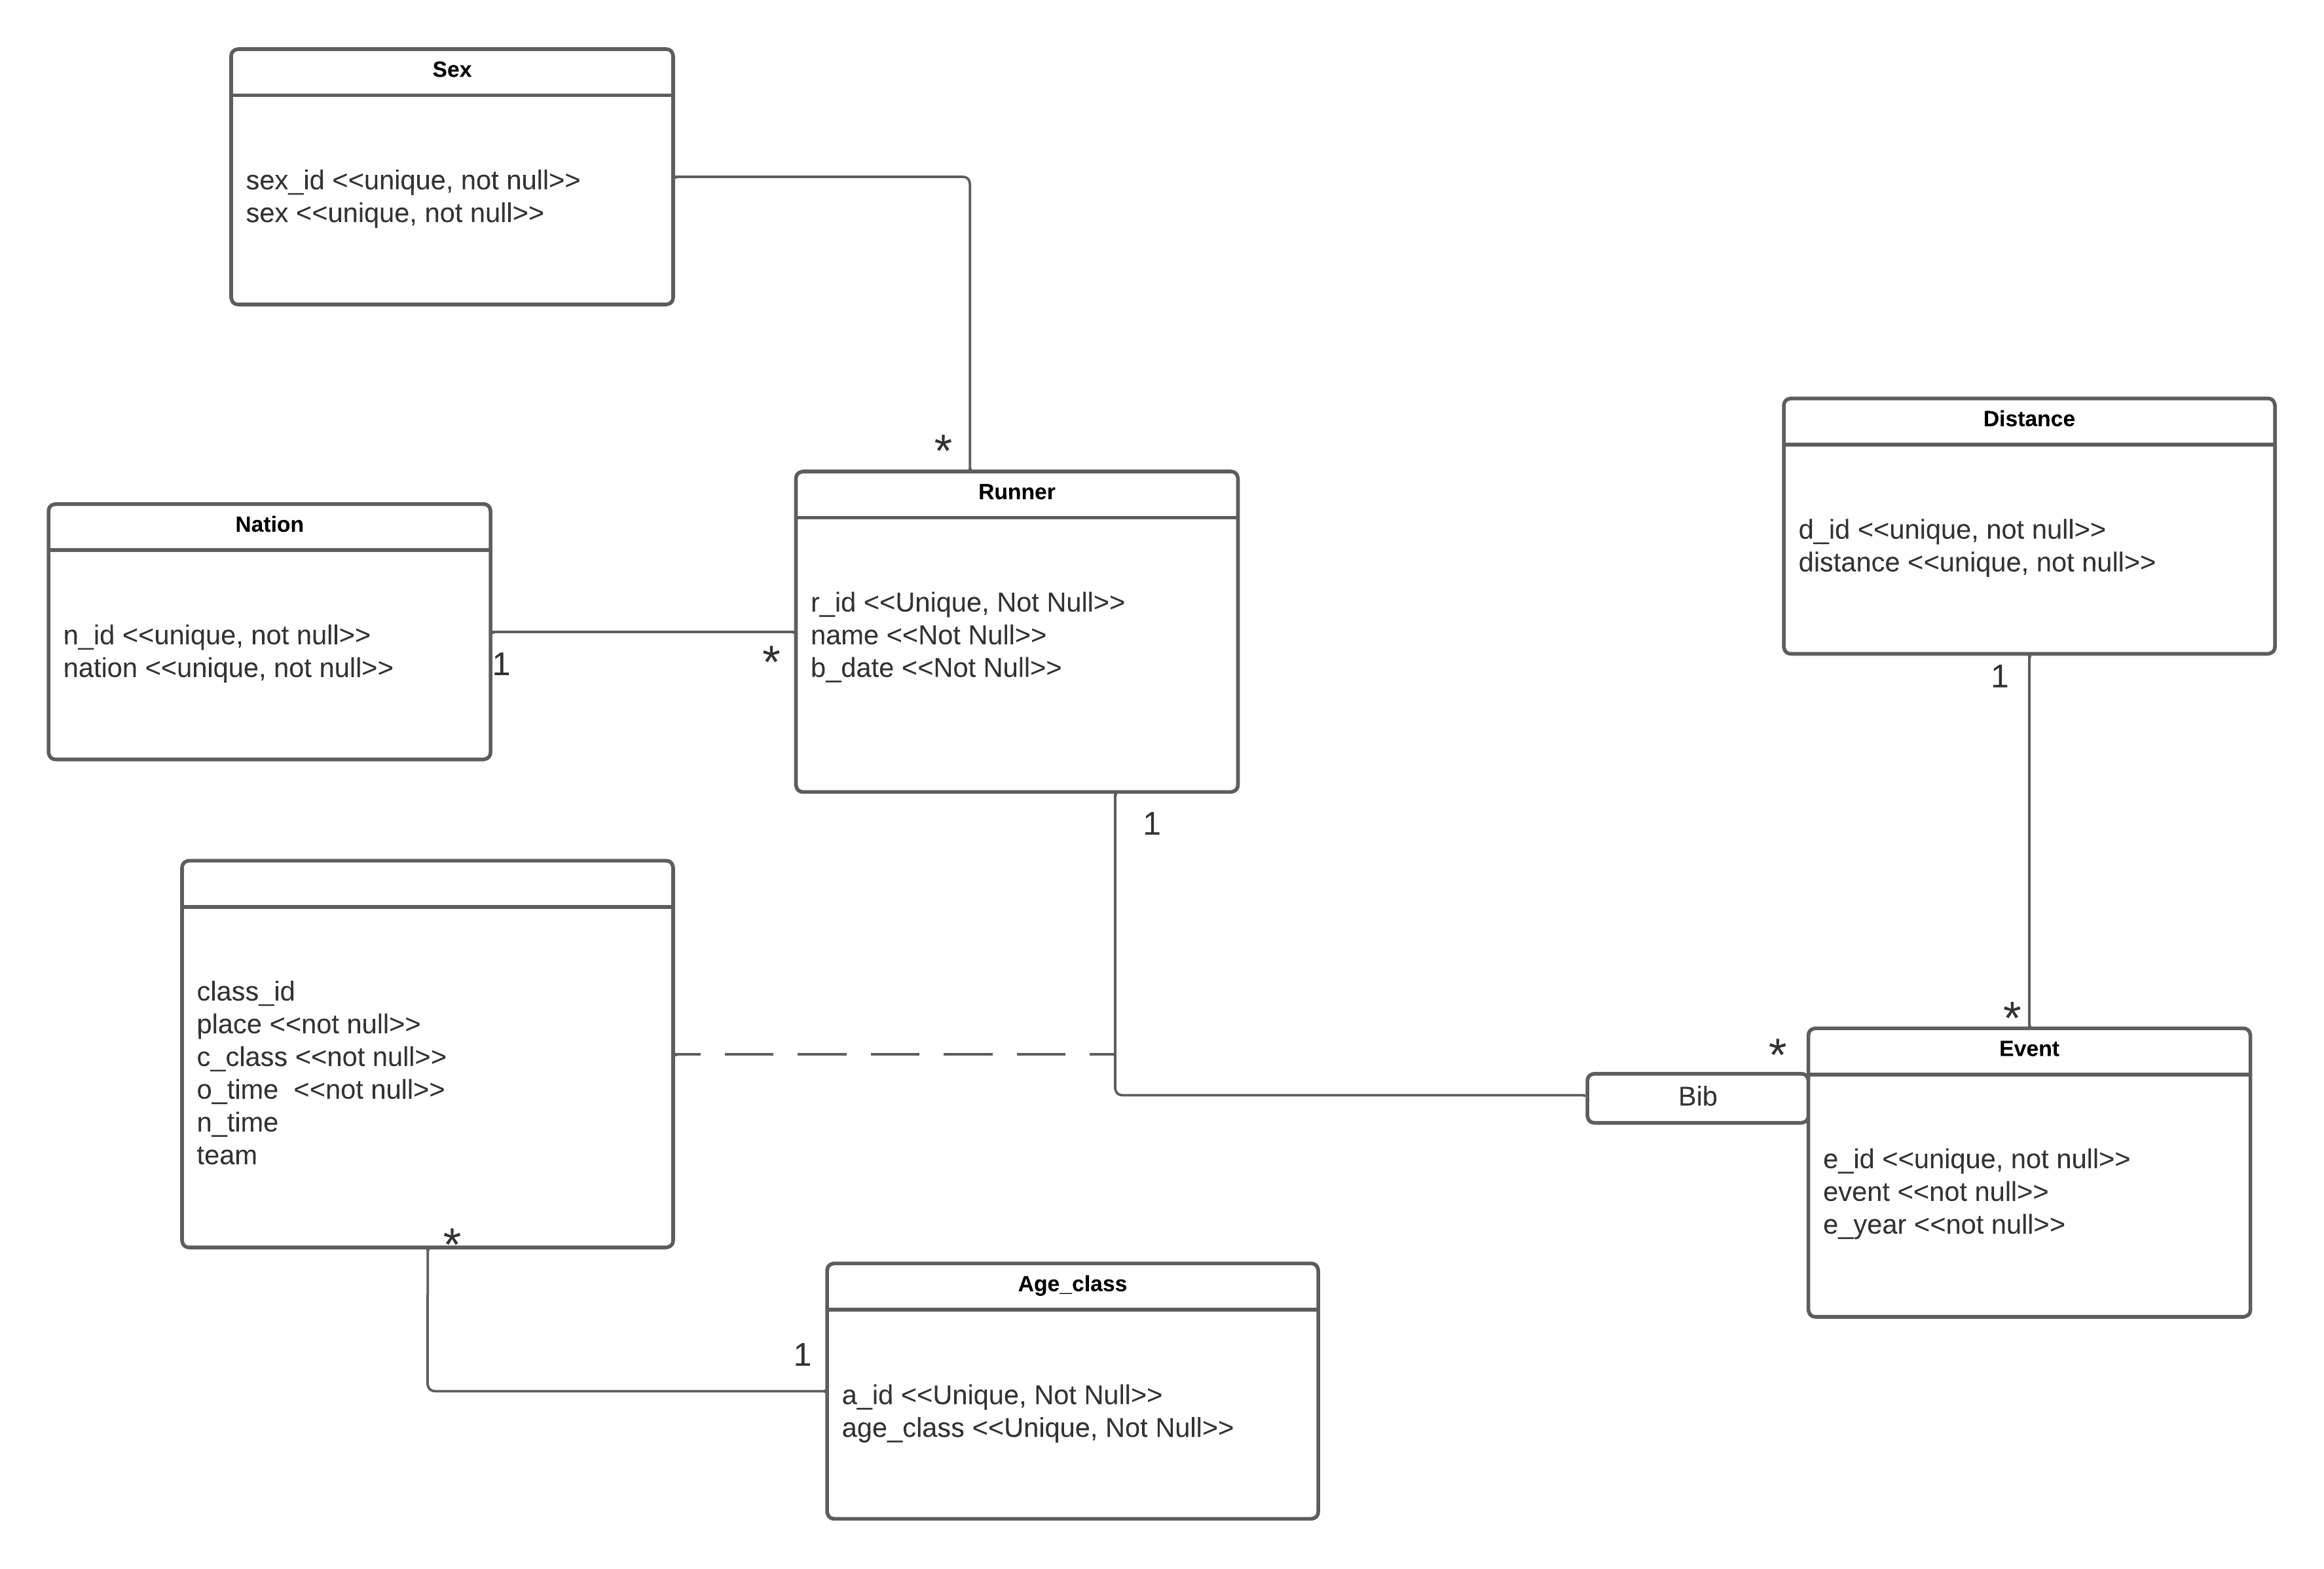 Sex
sex_id <<unique, not null>>
sex <<unique, not null>>
*
Runner
r_id <<Unique, Not Null>>
name <<Not Null>>
b_date <<Not Null>>
Nation
n_id <<unique, not null>>
nation <<unique, not null>>
1
*
Distance
d_id <<unique, not null>>
distance <<unique, not null>>
1
1
class_id
place <<not null>>
c_class <<not null>>
o_time  <<not null>>
n_time
team
*
*
*
Bib
Event
e_id <<unique, not null>>
event <<not null>>
e_year <<not null>>
1
Age_class
a_id <<Unique, Not Null>>
age_class <<Unique, Not Null>>